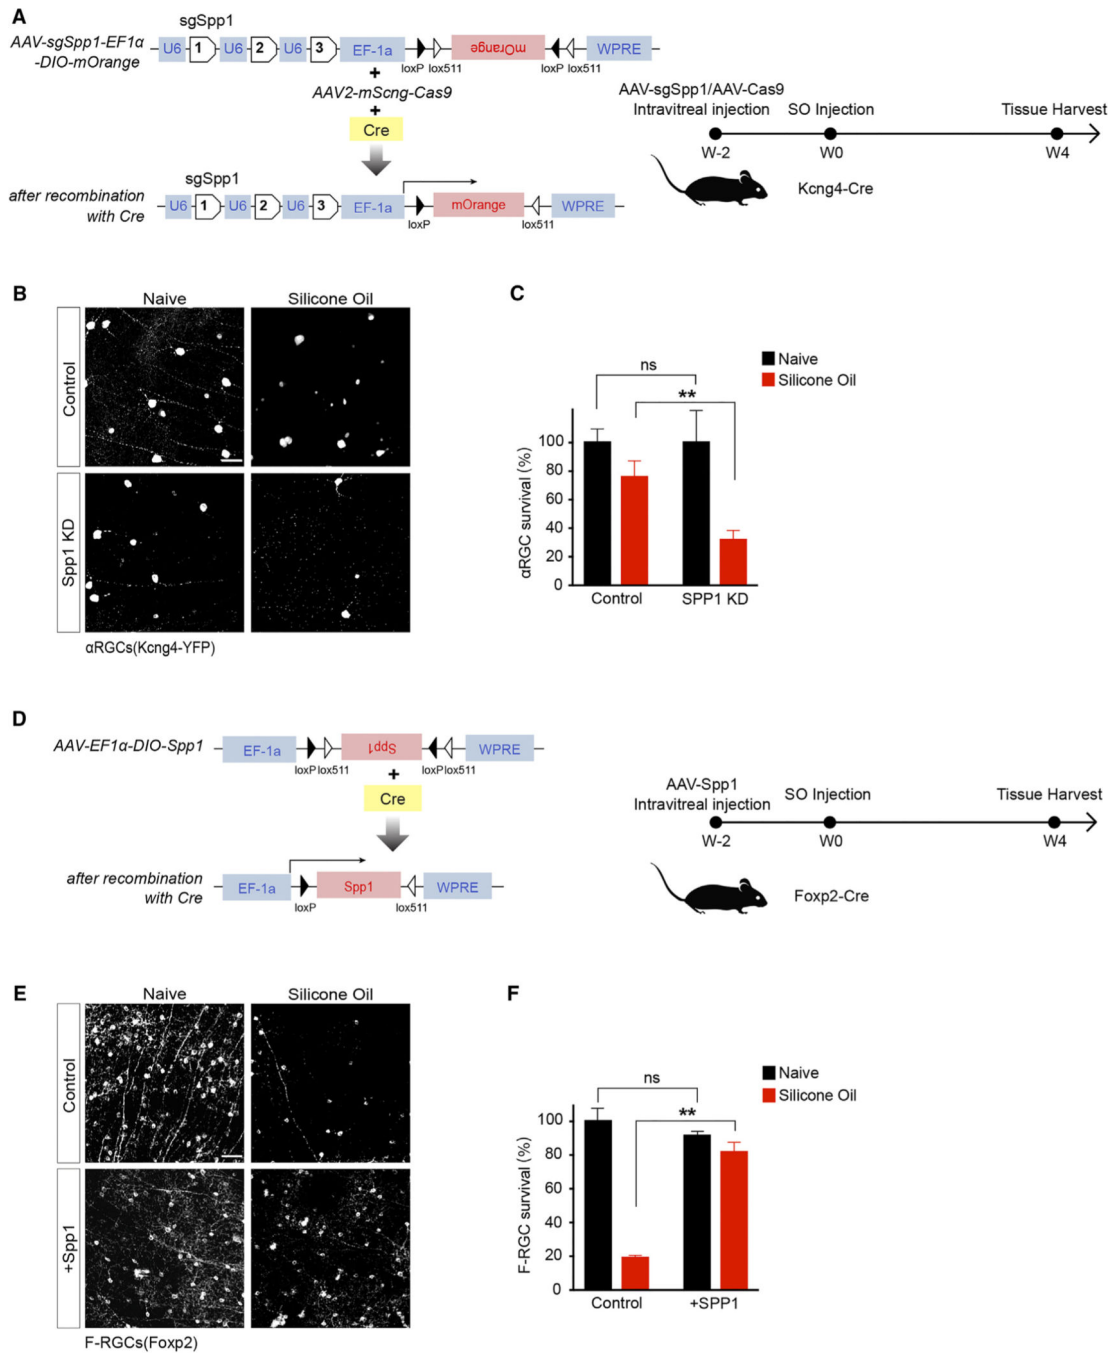 A
sgSpp1
AAV-sgSpp1-EF1α
-DIO-mOrange
U6 1 U6 2 U6 3 EF-1a mOrange WPRE
loxP lox511 loxP lox511
+
AAV2-mScng-Cas9
+
Cre
after recombination
with Cre
sgSpp1
U6 1 U6 2 U6 3 EF-1a mOrange WPRE
loxP lox511
AAV-sgSpp1/AAV-Cas9
Intravitreal injection SO Injection Tissue Harvest
W-2 W0 W4
Kcng4-Cre
B
Naive Silicone Oil
Control
Spp1 KD
αRGCs(Kcng4-YFP)
C
Naive
Silicone Oil
ns
**
αRGC survival (%)
100
80
60
40
20
0
Control SPP1 KD
D
AAV-EF1α-DIO-Spp1
EF-1a Spp1 WPRE
loxP lox511 loxP lox511
+
Cre
after recombination
with Cre
EF-1a Spp1 WPRE
loxP lox511
AAV-Spp1
Intravitreal injection SO Injection Tissue Harvest
W-2 W0 W4
Foxp2-Cre
E
Naive Silicone Oil
Control
+Spp1
F-RGCs(Foxp2)
F
Naive
Silicone Oil
ns
**
F-RGC survival (%)
100
80
60
40
20
0
Control +SPP1